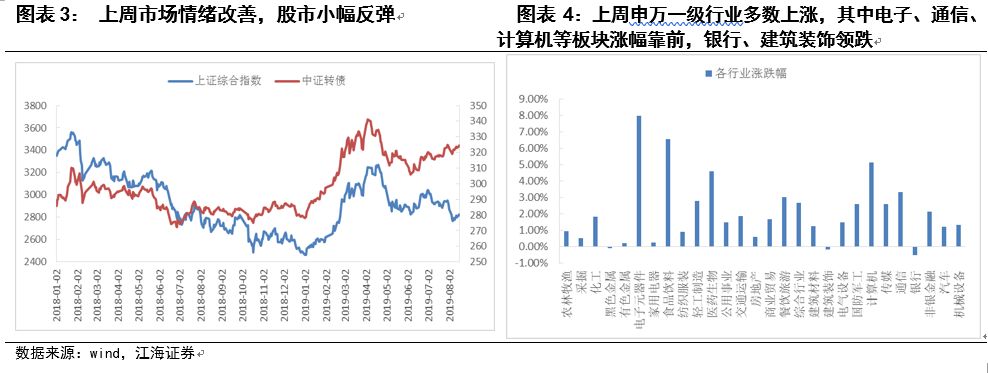 图表 3： 上周市场情绪改善，股市小幅反弹
上证综合指数 中证转债
3800
3600
3400
3200
3000
2800
2600
2400
350
340
330
320
310
300
290
280
270
260
250
2018-01-02
2018-02-02
2018-03-02
2018-04-02
2018-05-02
2018-06-02
2018-07-02
2018-08-02
2018-09-02
2018-10-02
2018-11-02
2018-12-02
2019-01-02
2019-02-02
2019-03-02
2019-04-02
2019-05-02
2019-06-02
2019-07-02
2019-08-02
图表 4：上周申万一级行业多数上涨，其中电子、通信、
计算机等板块涨幅靠前，银行、建筑装饰领跌
各行业涨跌幅
9.00%
8.00%
7.00%
6.00%
5.00%
4.00%
3.00%
2.00%
1.00%
0.00%
-1.00%
农林牧渔
采掘
化工
黑色金属
有色金属
电子元器件
家用电器
食品饮料
纺织服装
轻工制造
医药生物
公用事业
交通运输
房地产
商业贸易
餐饮旅游
综合行业
建筑材料
建筑装饰
电气设备
国防军工
计算机
传媒
通信
银行
非银金融
汽车
机械设备
数据来源：wind，江海证券